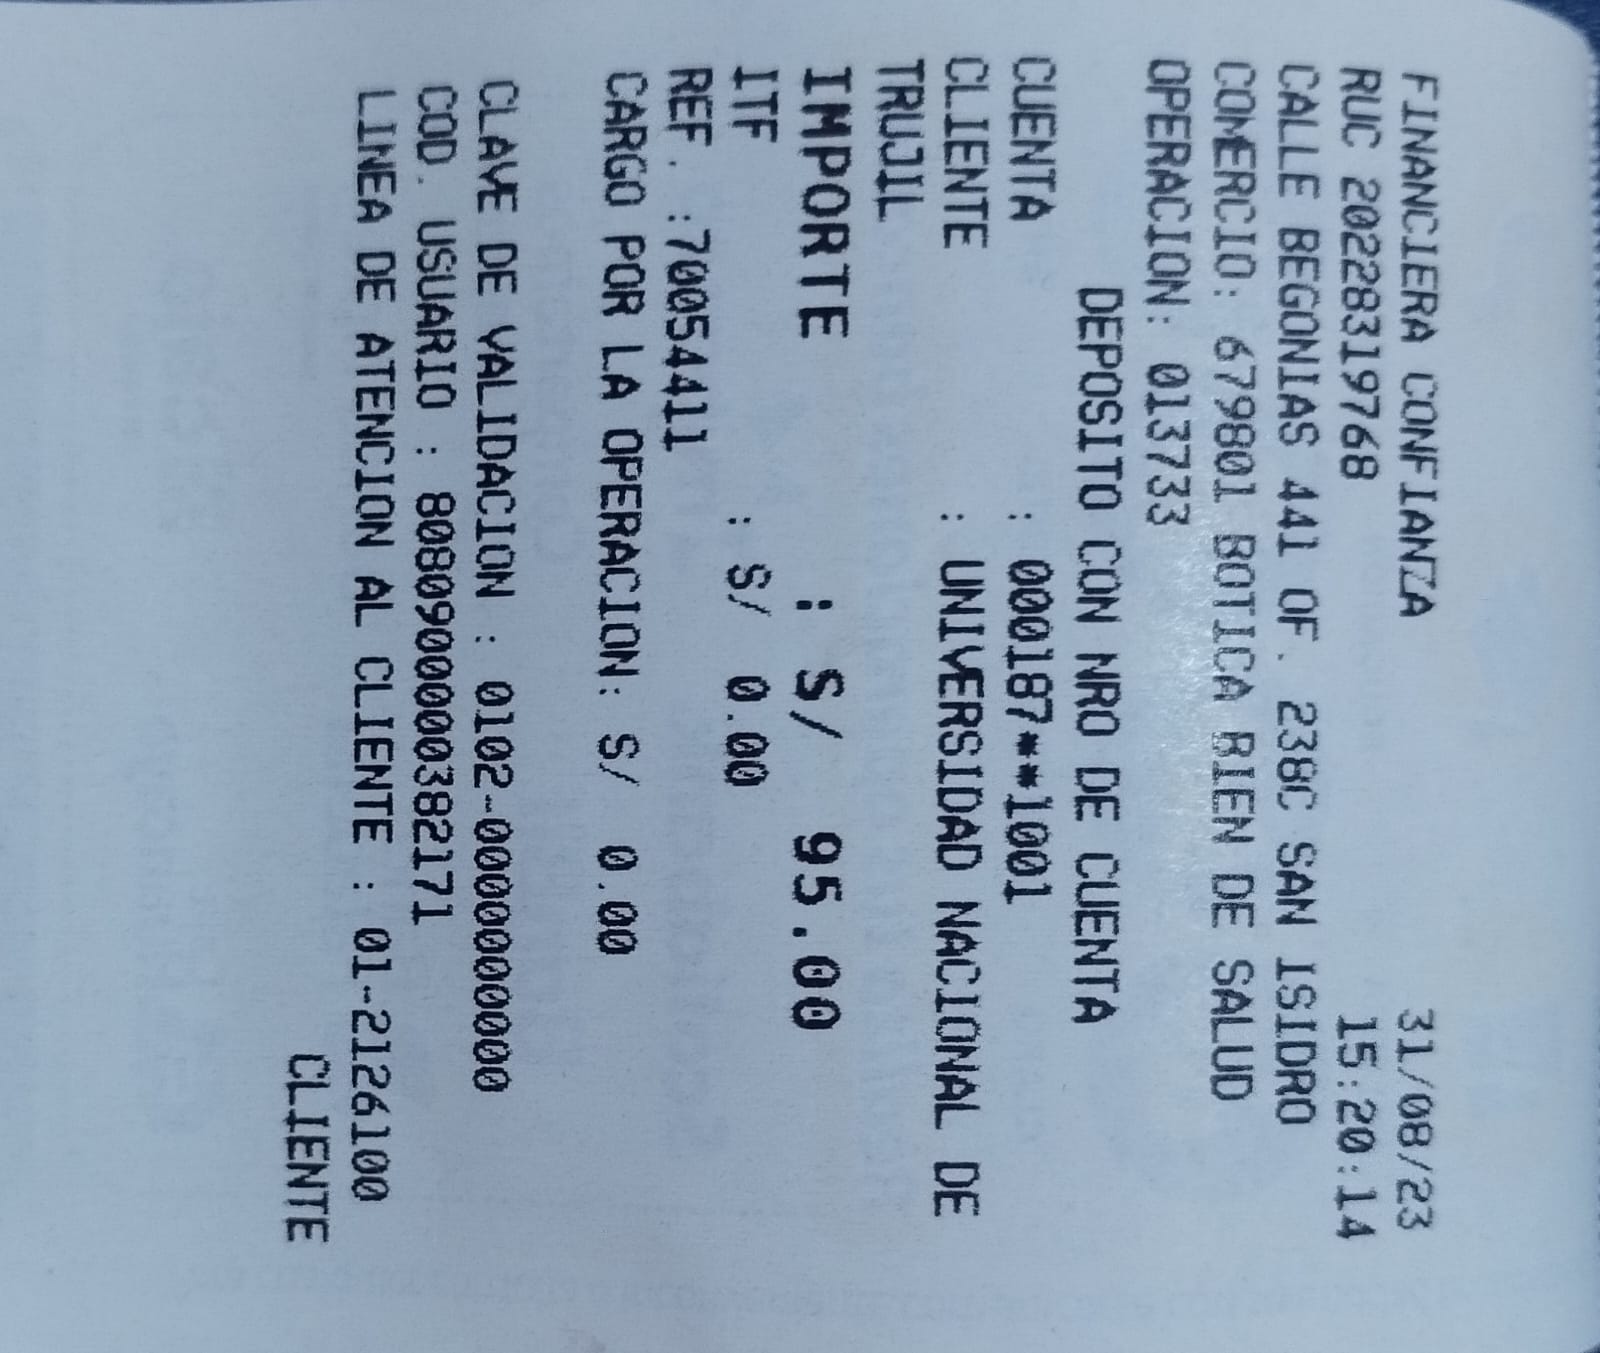 FINANCIERA CONFIANZA 31/08/23
RUC 20228319768 15:20:14
CALLE BEGONIAS 441 OF. 238C SAN ISIDRO
COMERCIO: 679801 BOTICA BIEN DE SALUD
OPERACION: 013733
DEPOSITO CON NRO DE CUENTA
CUENTA : 000187**1001
CLIENTE : UNIVERSIDAD NACIONAL DE
TRUJIL
IMPORTE : S/ 95.00
ITF : S/ 0.00
REF. :70054411
CARGO POR LA OPERACION: S/ 0.00
CLAVE DE VALIDACION : 0102-0000000000
COD. USUARIO : 8080900000382171
LINEA DE ATENCION AL CLIENTE : 01-2126100
CLIENTE